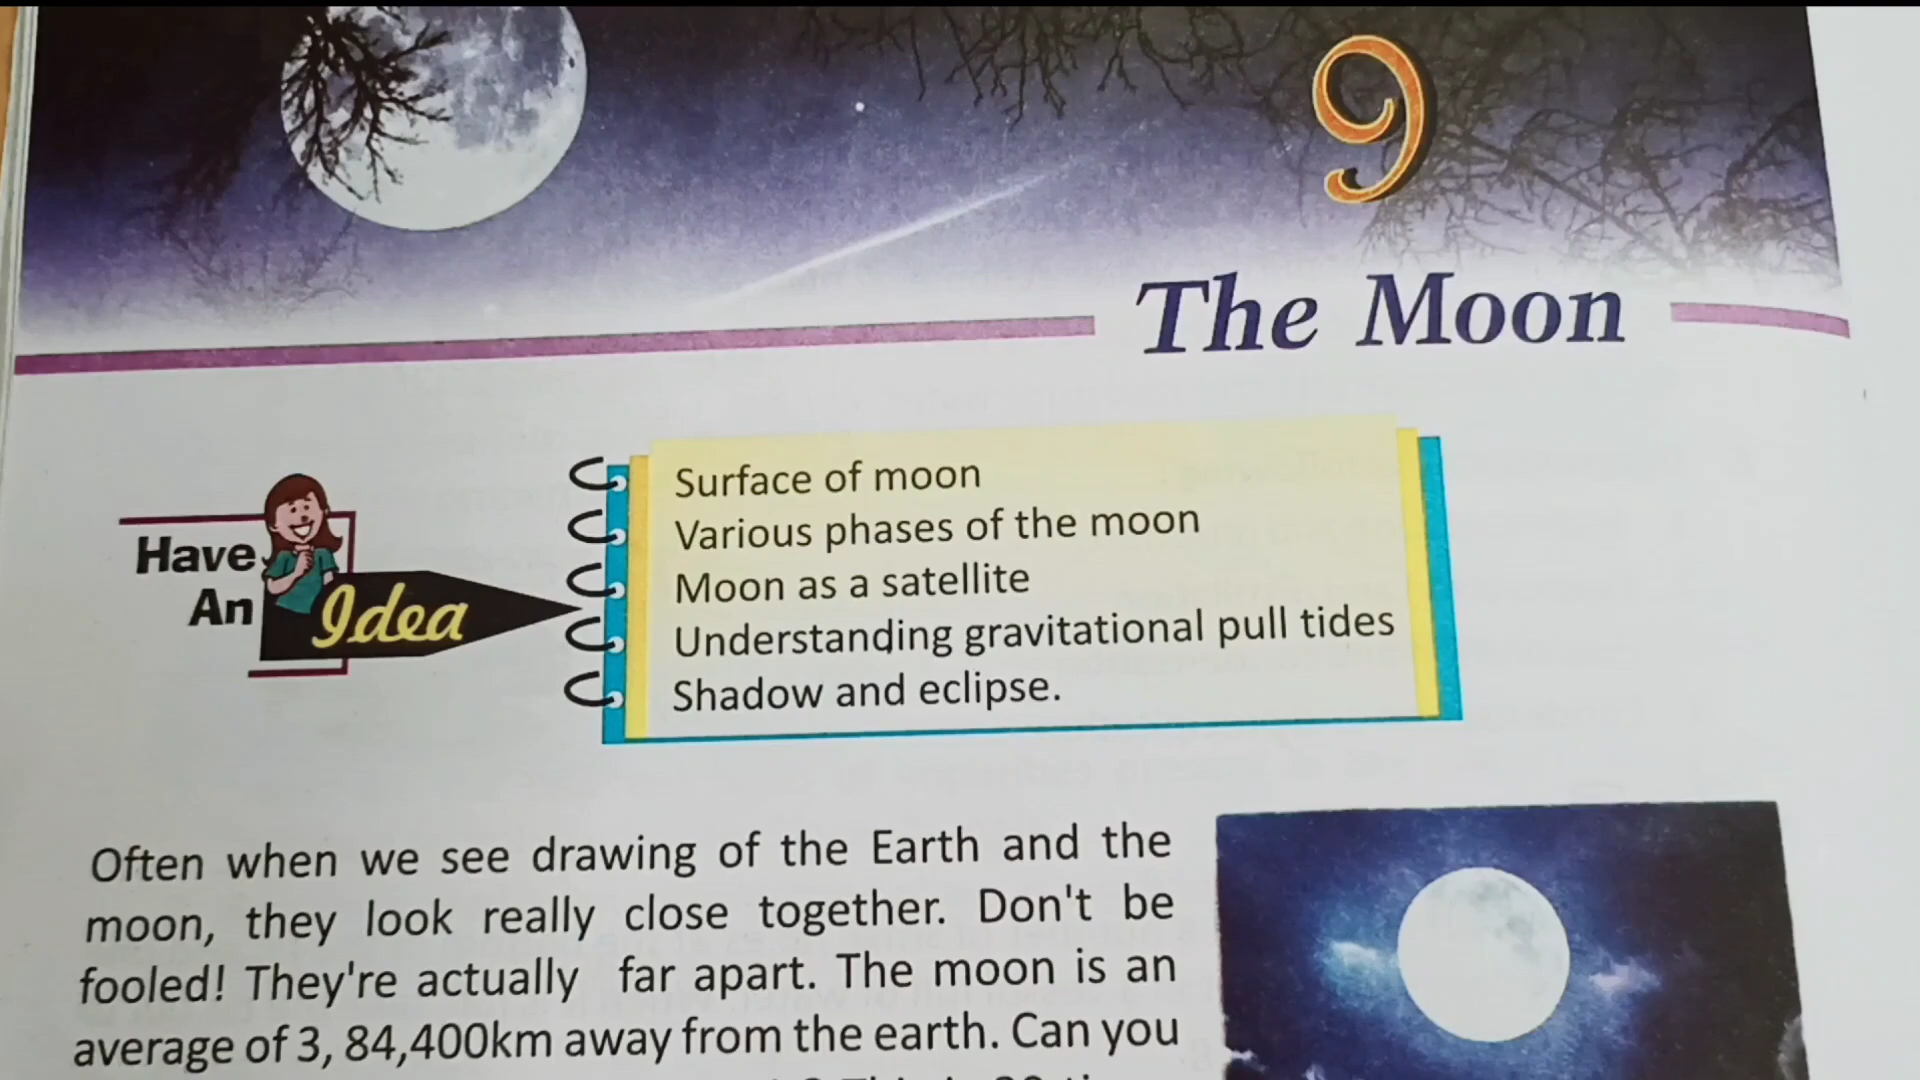 9
The Moon
Have
An
Idea
Surface of moon
Various phases of the moon
Moon as a satellite
Understanding gravitational pull tides
Shadow and eclipse.
Often when we see drawing of the Earth and the
moon, they look really close together. Don't be
fooled! They're actually far apart. The moon is an
average of 3, 84,400km away from the earth. Can you